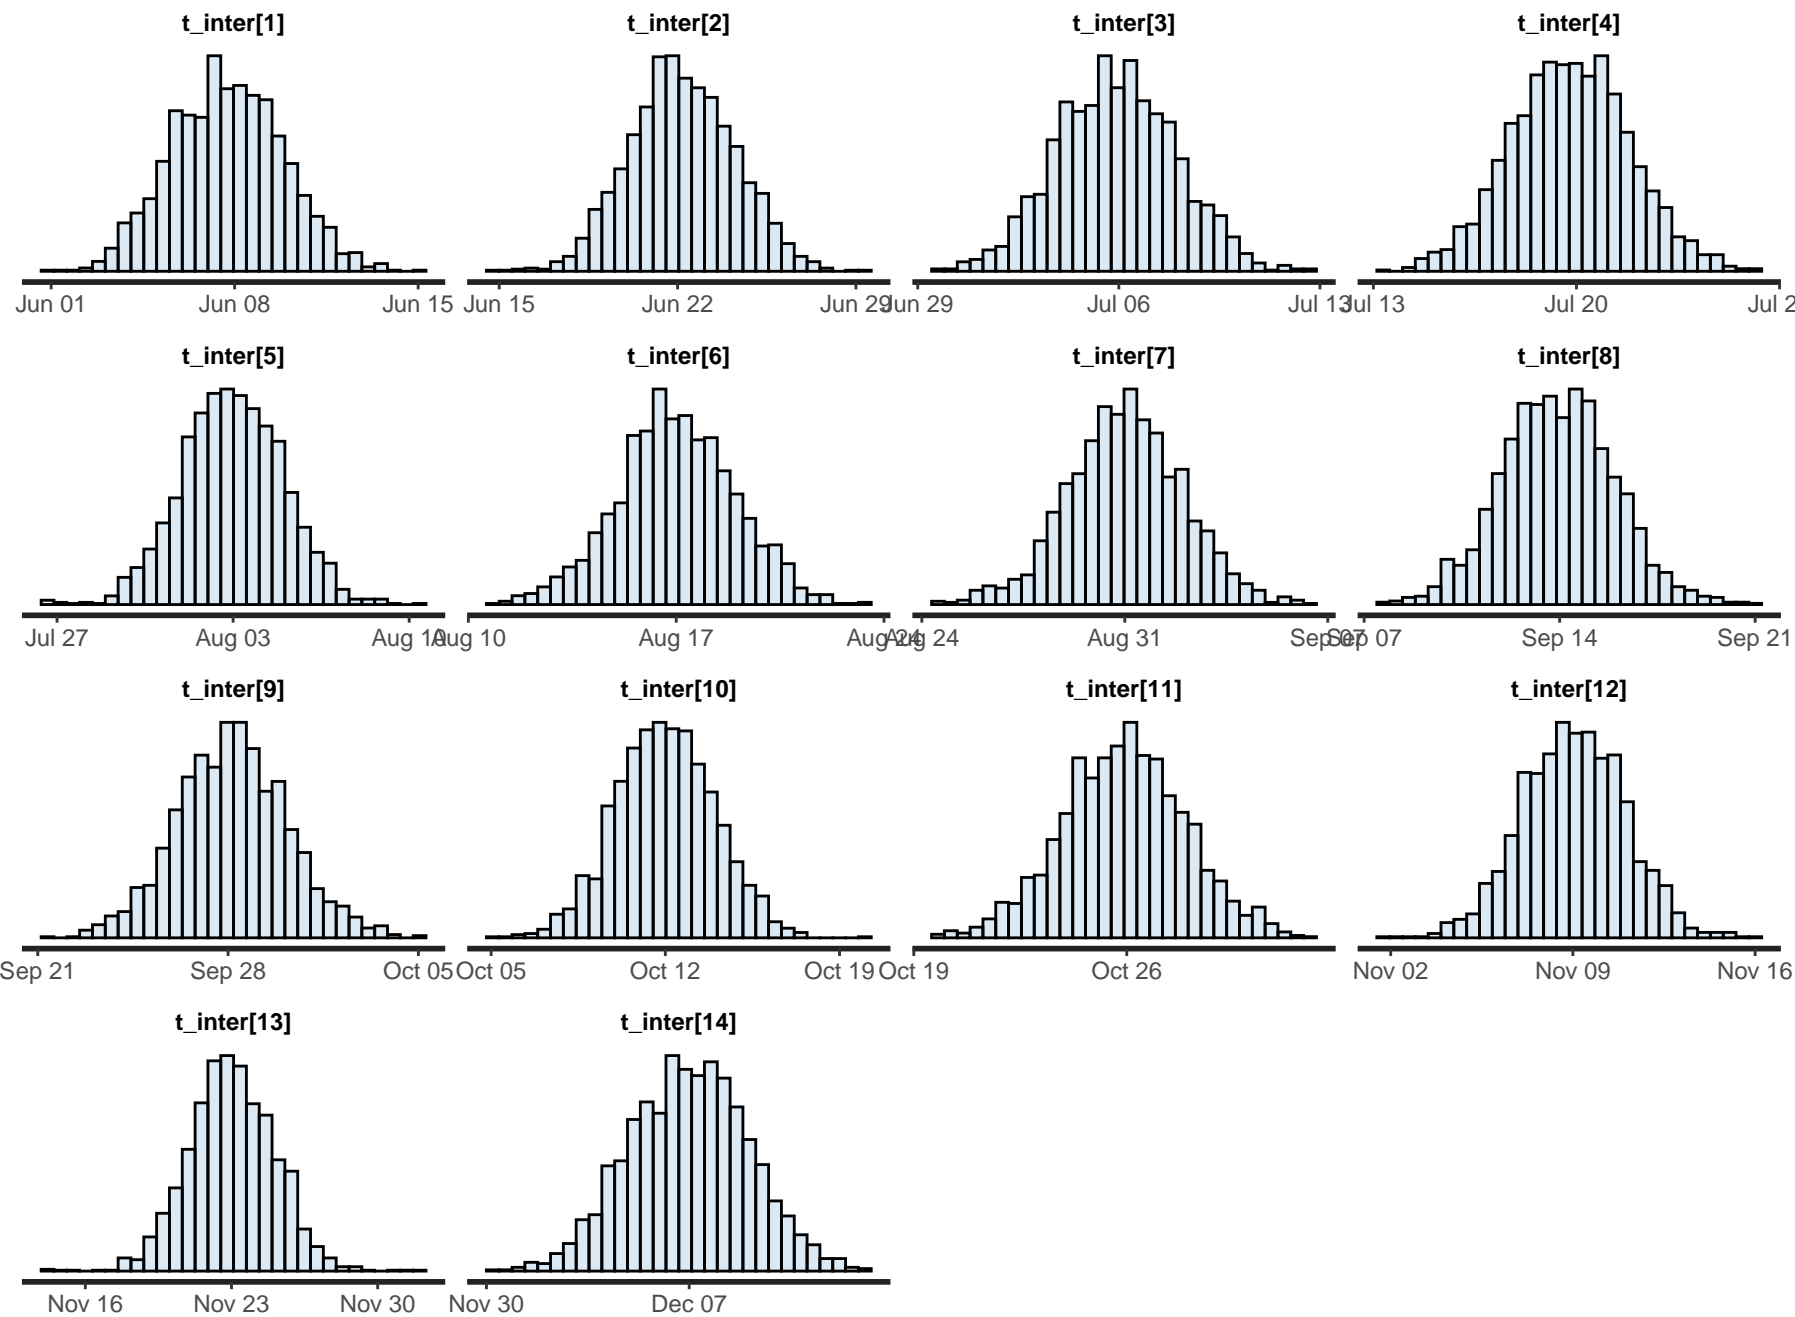 t_inter[1] t_inter[2] t_inter[3] t_inter[4]
Jun 01 Jun 08 Jun 15 Jun 15 Jun 22 Jun 29 Jun 29 Jul 06 Jul 13 Jul 13 Jul 20 Jul 2
t_inter[5] t_inter[6] t_inter[7] t_inter[8]
Jul 27 Aug 03 Aug 10 Aug 10 Aug 17 Aug 24 Aug 24 Aug 31 Sep 07 Sep 07 Sep 14 Sep 21
t_inter[9] t_inter[10] t_inter[11] t_inter[12]
Sep 21 Sep 28 Oct 05 Oct 05 Oct 12 Oct 19 Oct 19 Oct 26 Nov 02 Nov 09 Nov 16
t_inter[13] t_inter[14]
Nov 16 Nov 23 Nov 30 Nov 30 Dec 07